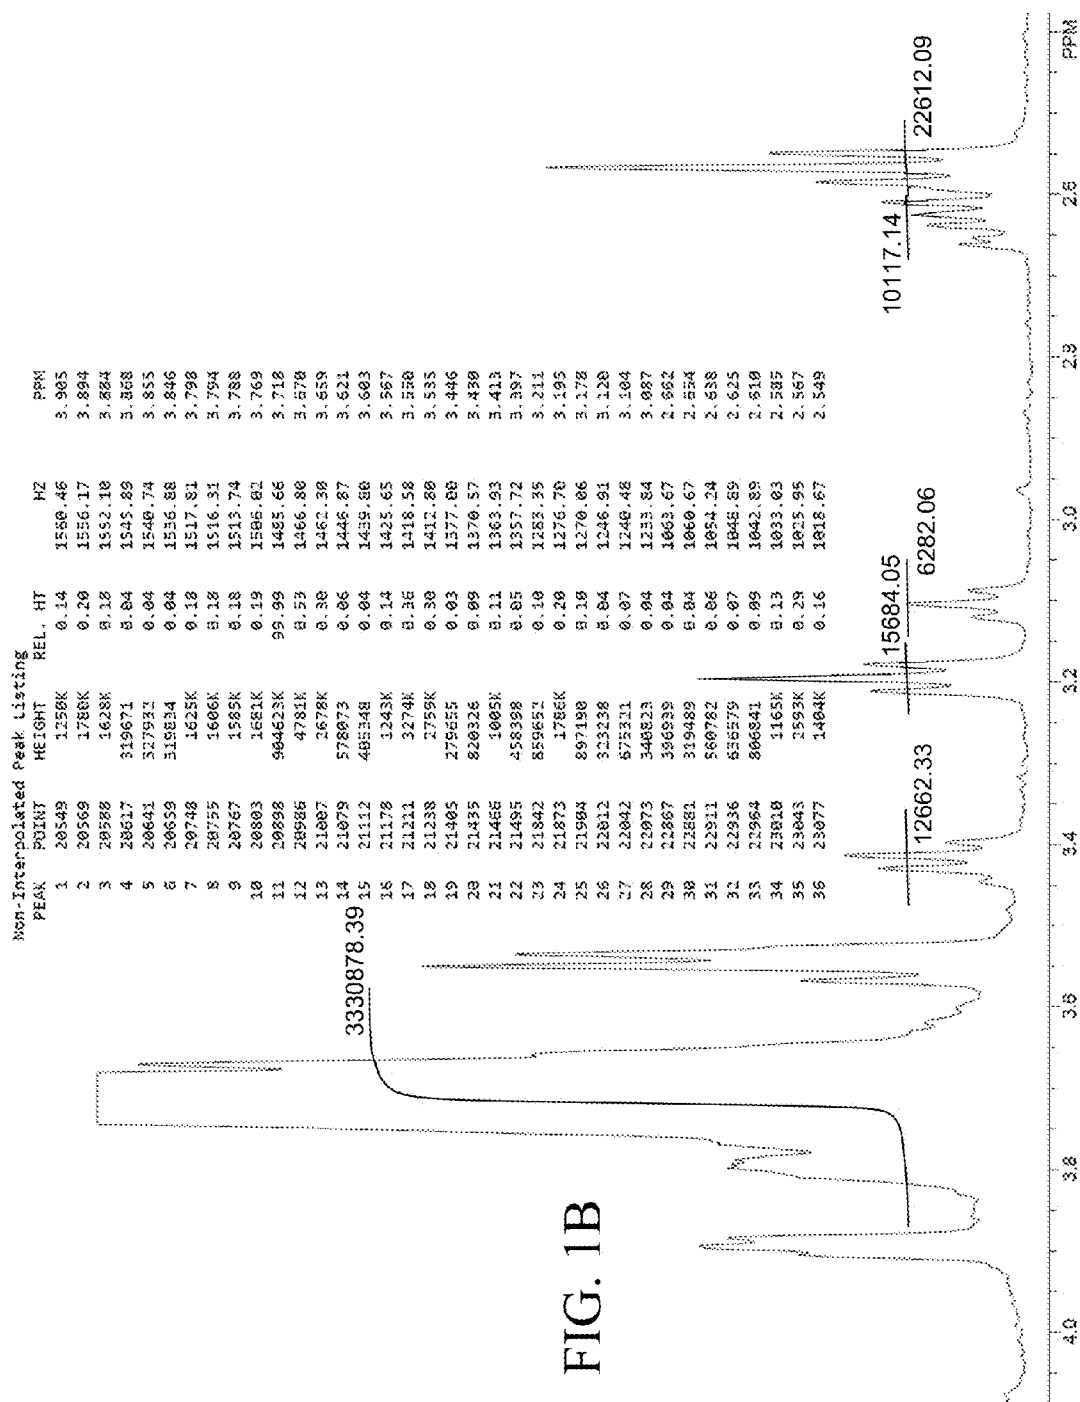 Non-Interpolated Peak Listing
PEAK POINT HEIGHT REL. HT HZ PPM
1 20549 1250K 0.14 1560.46 3.905
2 20569 1780K 0.20 1556.17 3.894
3 20588 1628K 0.18 1552.10 3.884
4 20617 319671 0.04 1545.89 3.868
5 20641 327932 0.04 1540.74 3.855
6 20659 319834 0.04 1536.88 3.846
7 20748 1625K 0.18 1517.81 3.798
8 20755 1606K 0.18 1516.31 3.794
9 20767 1585K 0.18 1513.74 3.788
10 20803 1681K 0.19 1506.02 3.769
11 20898 904623K 99.99 1485.66 3.718
12 20986 4781K 0.53 1466.80 3.670
13 21007 2678K 0.30 1462.30 3.659
14 21079 578073 0.06 1446.87 3.621
15 21112 405348 0.04 1439.80 3.603
16 21178 1243K 0.14 1425.65 3.567
17 21211 3274K 0.36 1418.58 3.550
18 21238 2759K 0.30 1412.80 3.535
19 21405 279655 0.03 1377.00 3.446
20 21435 820326 0.09 1370.57 3.430
21 21466 1005K 0.11 1363.93 3.413
22 21495 458398 0.05 1357.72 3.397
23 21842 859652 0.10 1283.35 3.211
24 21873 1786K 0.20 1276.70 3.195
25 21904 897190 0.10 1270.06 3.178
26 22012 323238 0.04 1246.91 3.120
27 22042 675321 0.07 1240.48 3.104
28 22073 340823 0.04 1233.84 3.087
29 22867 396939 0.04 1063.67 2.662
30 22881 319489 0.04 1060.67 2.654
31 22911 560782 0.06 1054.24 2.638
32 22936 636579 0.07 1048.89 2.625
33 22964 806841 0.09 1042.89 2.610
34 23010 1165K 0.13 1033.03 2.585
35 23043 2593K 0.29 1025.95 2.567
36 23077 1404K 0.16 1018.67 2.549
3330878.39
12662.33
15684.05
6282.06
10117.14
22612.09
FIG. 1B
4.0 3.8 3.6 3.4 3.2 3.0 2.8 2.6 PPM